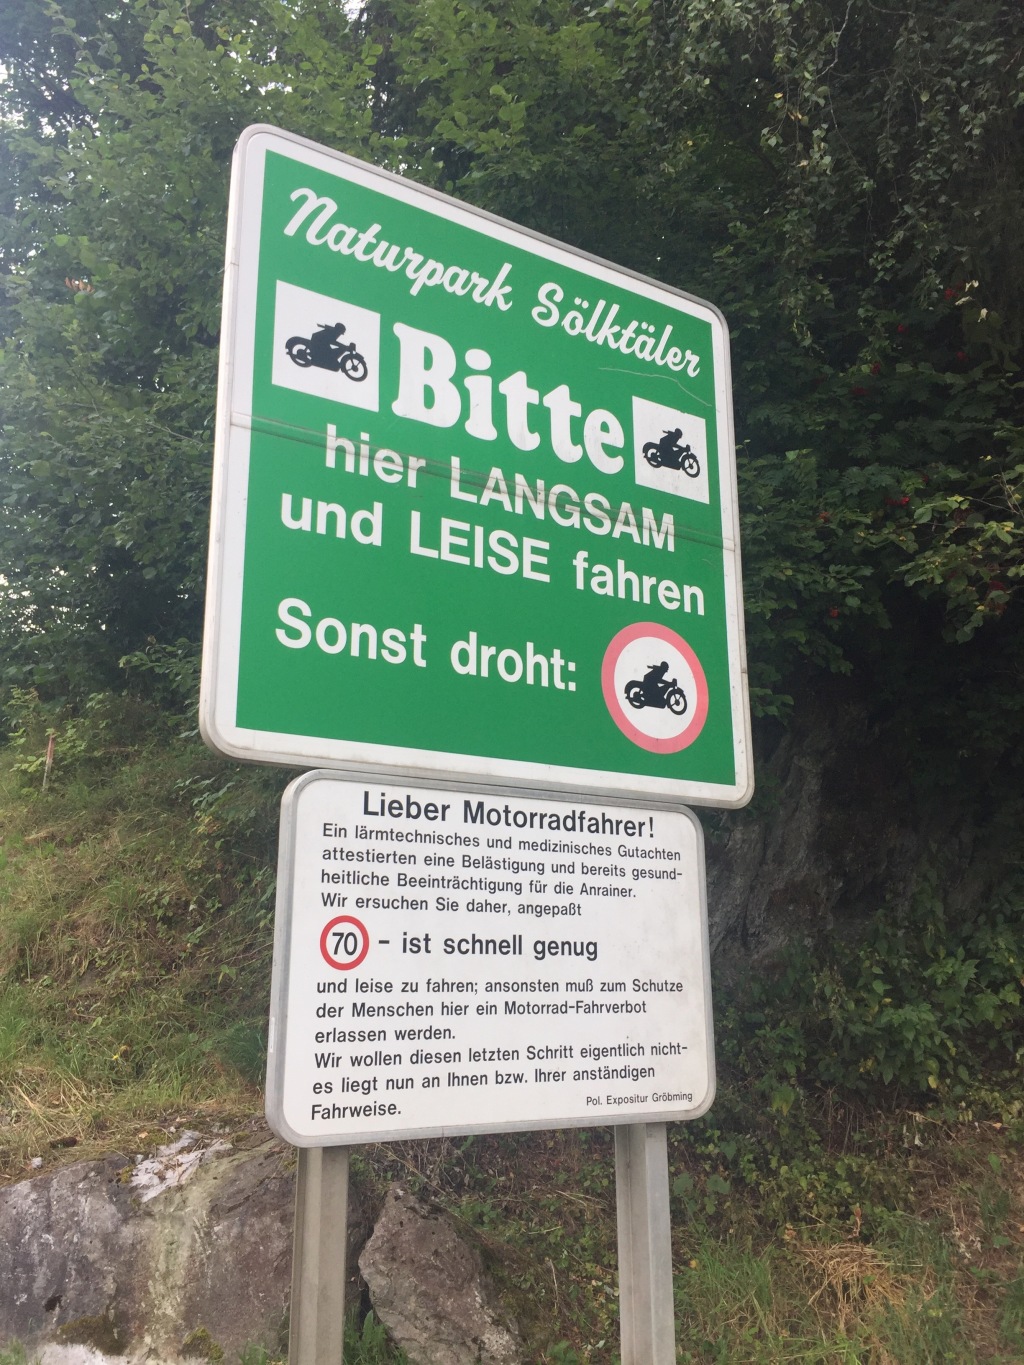 Naturpark Sölktäler
Bitte
hier LANGSAM
und LEISE fahren
Sonst droht:
Lieber Motorradfahrer!
Ein lärmtechnisches und medizinisches Gutachten
attestierten eine Belästigung und bereits gesund-
heitliche Beeinträchtigung für die Anrainer.
Wir ersuchen Sie daher, angepaßt
70 - ist schnell genug
und leise zu fahren; ansonsten muß zum Schutze
der Menschen hier ein Motorrad-Fahrverbot
erlassen werden.
Wir wollen diesen letzten Schritt eigentlich nicht-
es liegt nun an Ihnen bzw. Ihrer anständigen
Fahrweise.
Pol. Expositur Gröbming